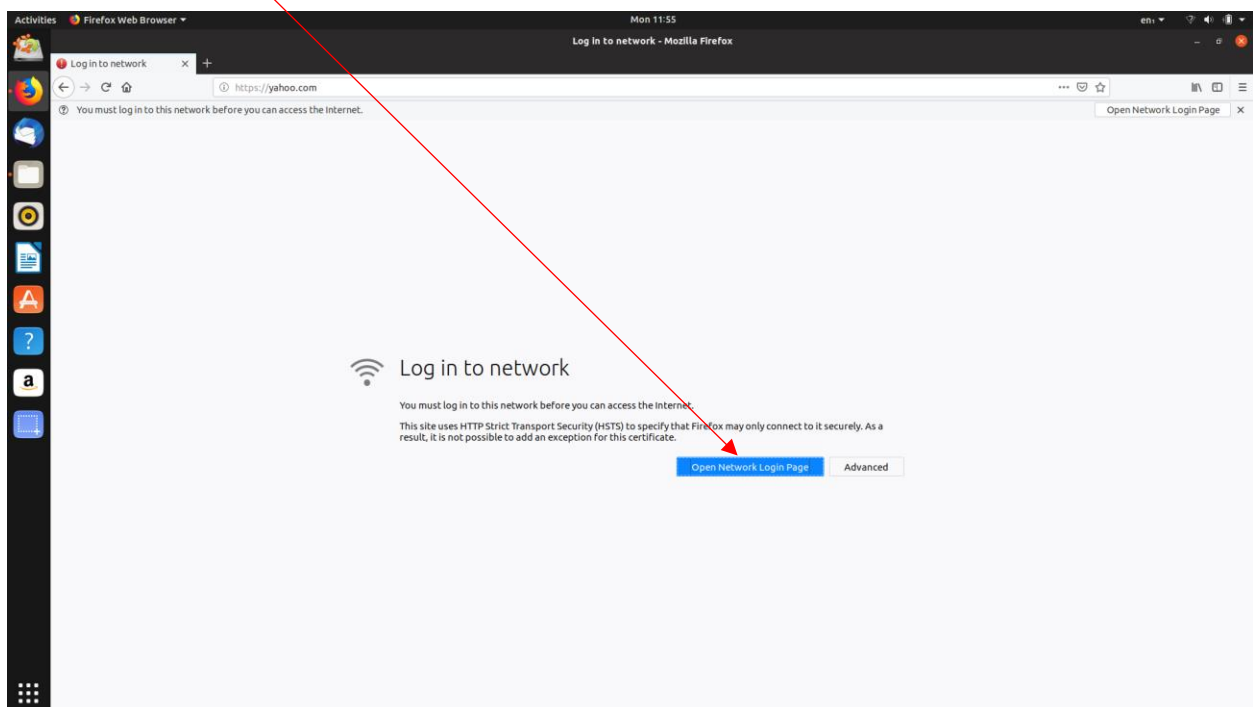 Activities Firefox Web Browser Mon 11:55 en₁
Log in to network - Mozilla Firefox
Log in to network
https://yahoo.com
You must log in to this network before you can access the Internet. Open Network Login Page
Log in to network
You must log in to this network before you can access the Internet.
This site uses HTTP Strict Transport Security (HSTS) to specify that Firefox may only connect to it securely. As a
result, it is not possible to add an exception for this certificate.
Open Network Login Page Advanced